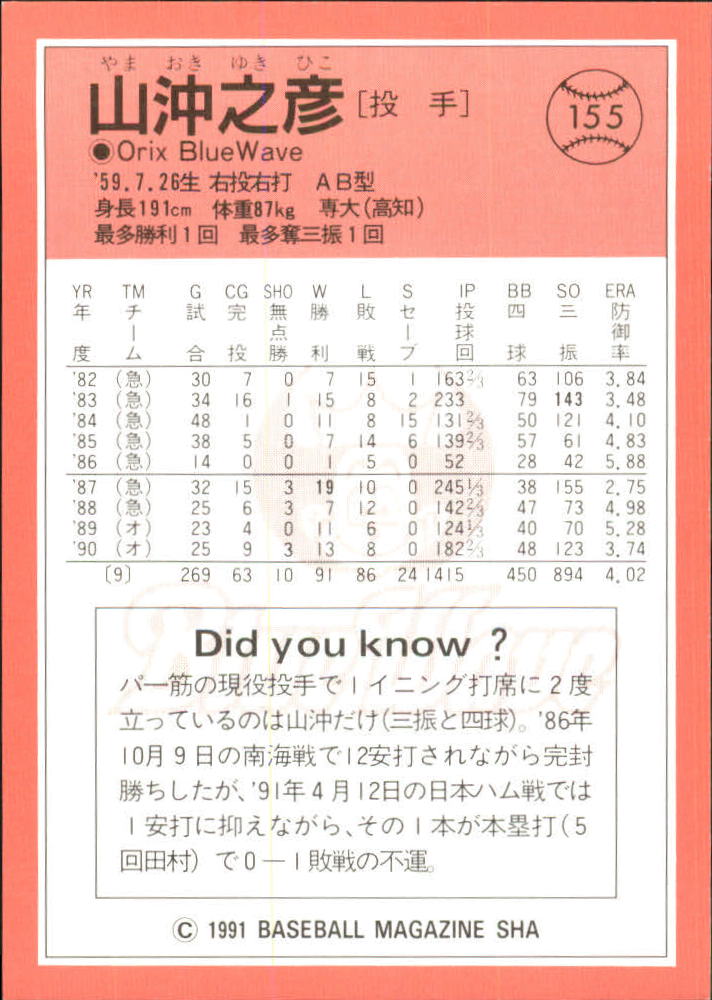 やま おき ゆき ひこ
山沖之彦[投 手]
155
●Orix BlueWave
'59.7.26生 右投右打 AB型
身長191cm 体重87kg 専大(高知)
最多勝利1回 最多奪三振1回
YR TM G CG SHO W L S IP BB SO ERA
年度 チーム 試合 完投 無点勝 勝利 敗戦 セーブ 投球回 四球 三振 防御率
'82 (急) 30 7 0 7 15 1 163 2/3 63 106 3.84
'83 (急) 34 16 1 15 8 2 233 79 143 3.48
'84 (急) 48 1 0 11 8 15 131 2/3 50 121 4.10
'85 (急) 38 5 0 7 14 6 139 2/3 57 61 4.83
'86 (急) 14 0 0 1 5 0 52 28 42 5.88
'87 (急) 32 15 3 19 10 0 245 1/3 38 155 2.75
'88 (急) 25 6 3 7 12 0 142 2/3 47 73 4.98
'89 (オ) 23 4 0 11 6 0 124 1/3 40 70 5.28
'90 (オ) 25 9 3 13 8 0 182 2/3 48 123 3.74
〔9〕 269 63 10 91 86 24 1415 450 894 4.02
Did you know ?
パ一筋の現役投手で1イニング打席に2度
立っているのは山沖だけ(三振と四球)。'86年
10月9日の南海戦で12安打されながら完封
勝ちしたが、'91年4月12日の日本ハム戦では
1安打に抑えながら、その1本が本塁打(5
回田村)で0―1敗戦の不運。
© 1991 BASEBALL MAGAZINE SHA